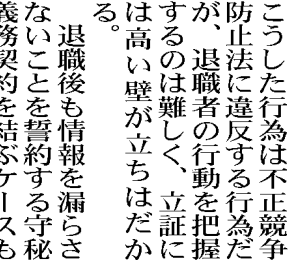 こうした行為は不正競争
防止法に違反する行為だ
が、退職者の行動を把握
するのは難しく、立証に
は高い壁が立ちはだか
る。
　退職後も情報を漏らさ
ないことを誓約する守秘
義務契約を結ぶケースも